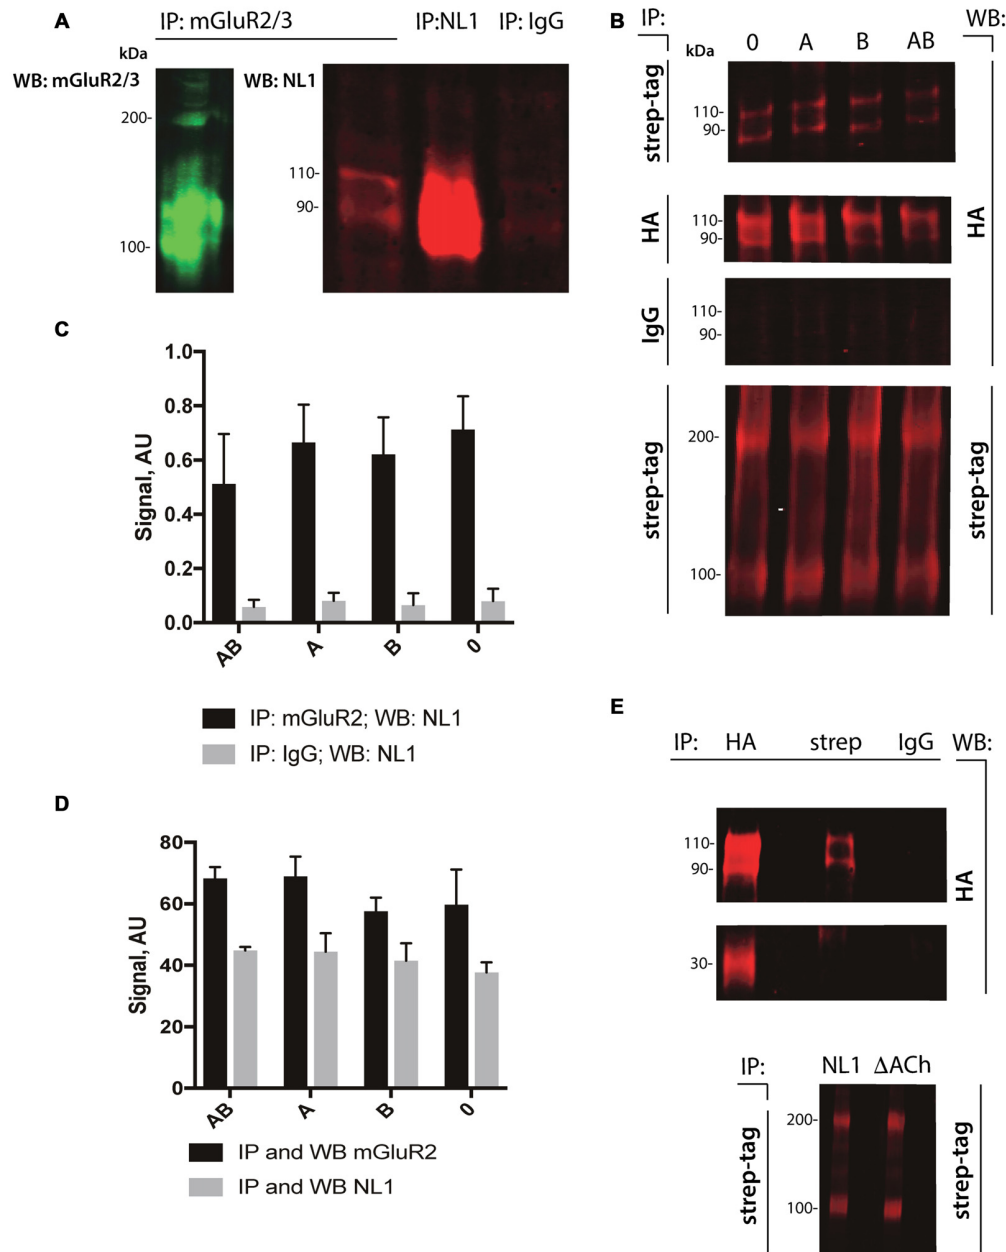 A
IP: mGluR2/3
IP:NL1
IP: IgG
kDa
WB: mGluR2/3
WB: NL1
200-
100-
110-
90-
B
IP:
WB:
kDa
0 A B AB
strep-tag
110-
90-
HA
110-
90-
HA
IgG
110-
90-
strep-tag
200-
100-
strep-tag
C
Signal, AU
1.0
0.8
0.6
0.4
0.2
0.0
AB A B 0
IP: mGluR2; WB: NL1
IP: IgG; WB: NL1
D
Signal, AU
80
60
40
20
0
AB A B 0
IP and WB mGluR2
IP and WB NL1
E
IP: HA strep IgG WB:
110-
90-
HA
30-
IP: NL1 ΔACh
strep-tag
200-
100-
strep-tag